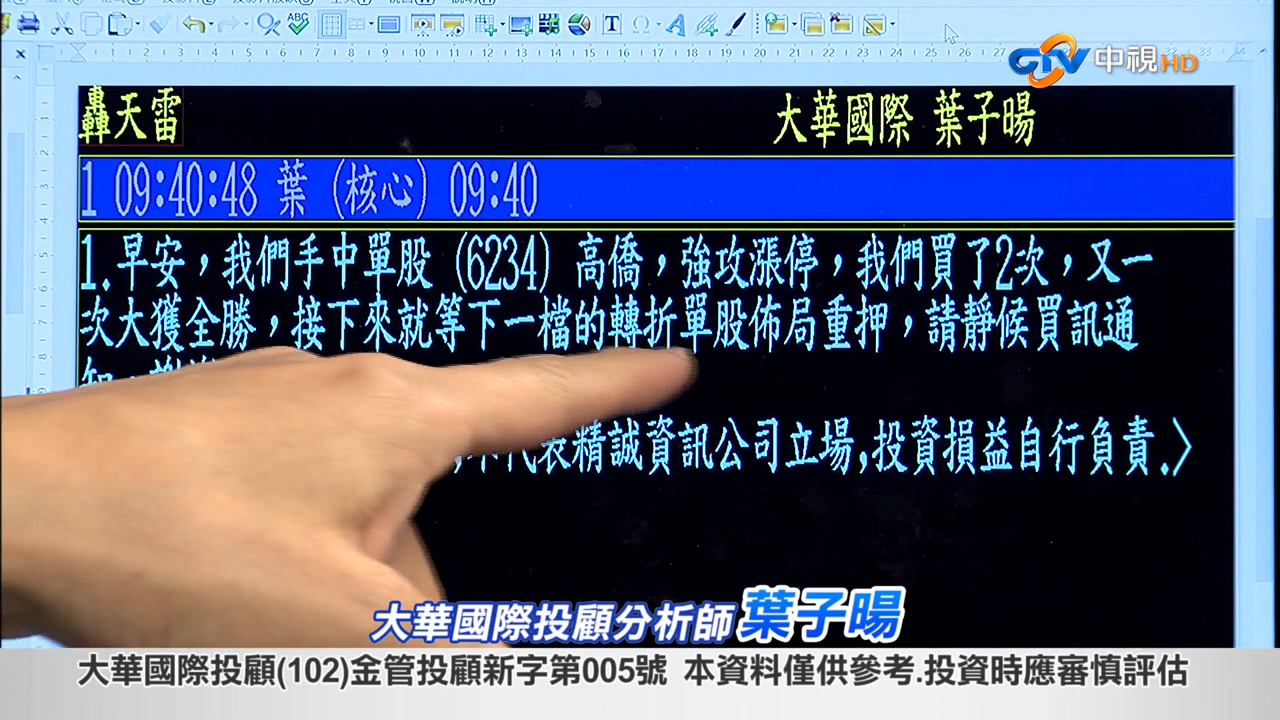 CTV中視HD
轟天雷 大華國際 葉子暘
1 09:40:48 葉 (核心) 09:40
1.早安，我們手中單股 (6234) 高僑，強攻漲停，我們買了2次，又一
次大獲全勝，接下來就等下一檔的轉折單股佈局重押，請靜候買訊通
代表精誠資訊公司立場,投資損益自行負責.〉
大華國際投顧分析師 葉子暘
大華國際投顧(102)金管投顧新字第005號 本資料僅供參考.投資時應審慎評估